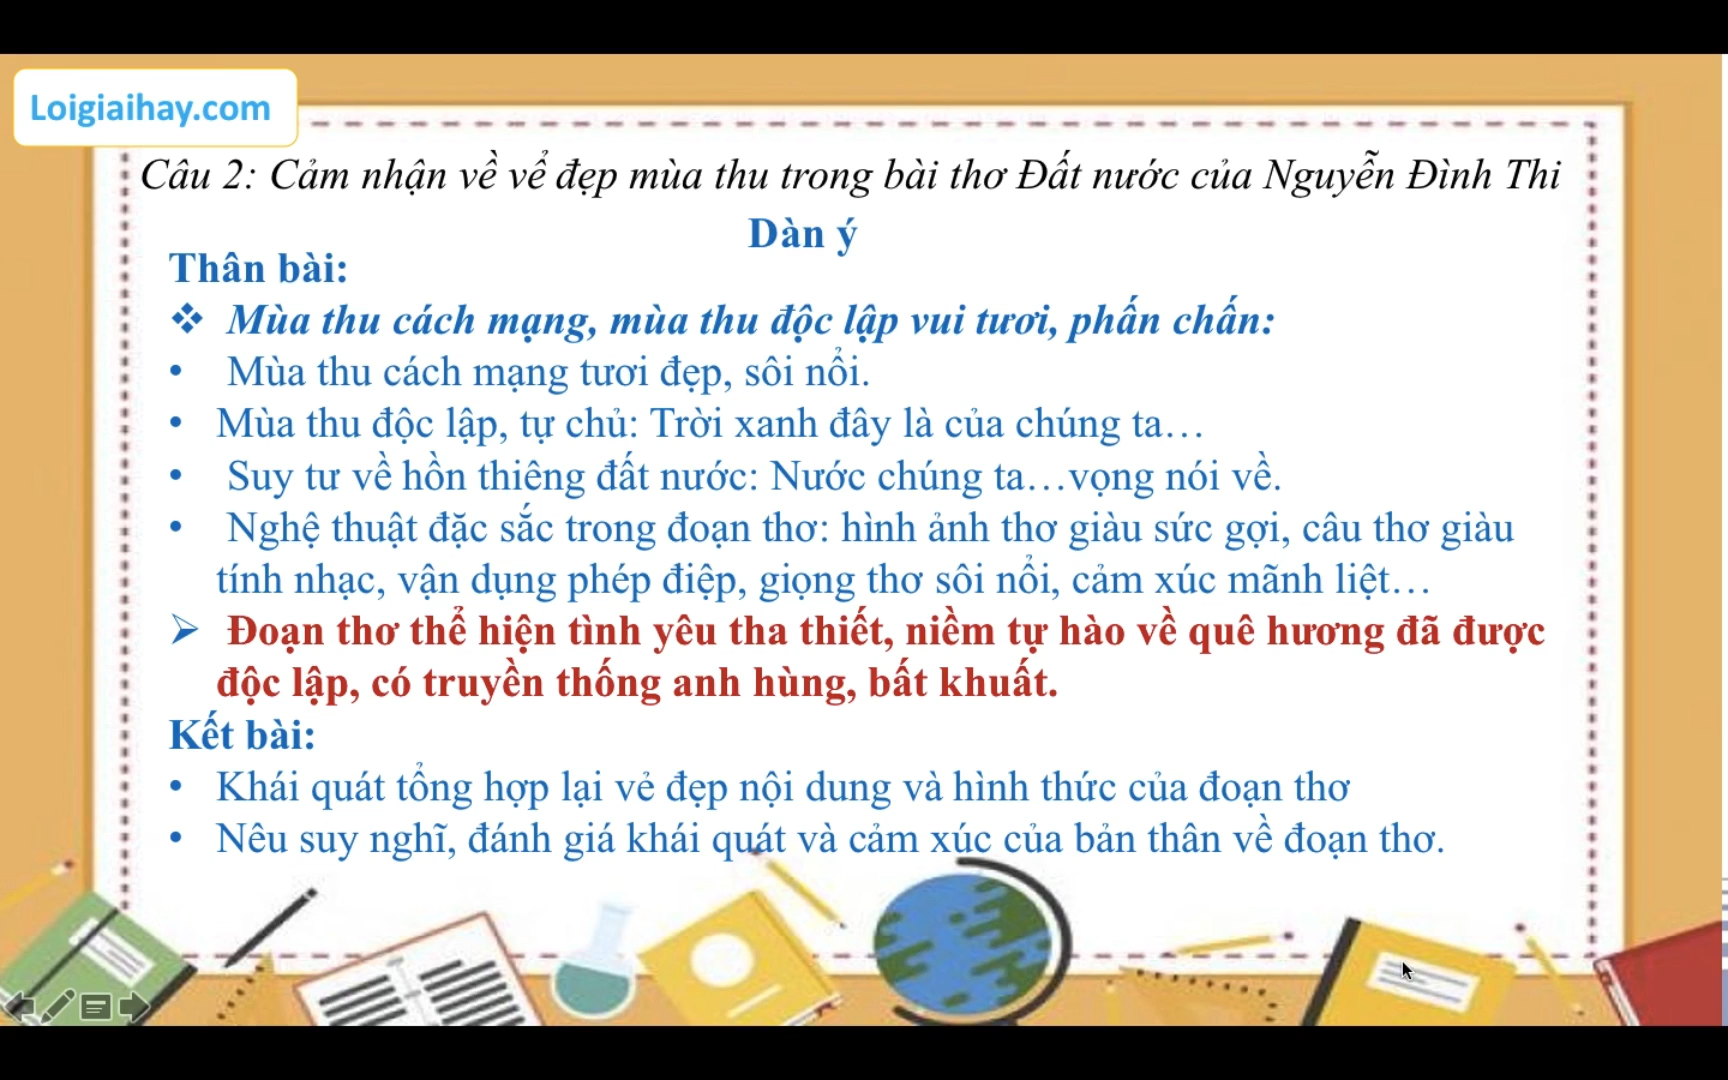 Loigiaihay.com
Câu 2: Cảm nhận về vể đẹp mùa thu trong bài thơ Đất nước của Nguyễn Đình Thi
Dàn ý
Thân bài:
❖ Mùa thu cách mạng, mùa thu độc lập vui tươi, phấn chấn:
• Mùa thu cách mạng tươi đẹp, sôi nổi.
• Mùa thu độc lập, tự chủ: Trời xanh đây là của chúng ta…
• Suy tư về hồn thiêng đất nước: Nước chúng ta…vọng nói về.
• Nghệ thuật đặc sắc trong đoạn thơ: hình ảnh thơ giàu sức gợi, câu thơ giàu
tính nhạc, vận dụng phép điệp, giọng thơ sôi nổi, cảm xúc mãnh liệt…
➢ Đoạn thơ thể hiện tình yêu tha thiết, niềm tự hào về quê hương đã được
độc lập, có truyền thống anh hùng, bất khuất.
Kết bài:
• Khái quát tổng hợp lại vẻ đẹp nội dung và hình thức của đoạn thơ
• Nêu suy nghĩ, đánh giá khái quát và cảm xúc của bản thân về đoạn thơ.